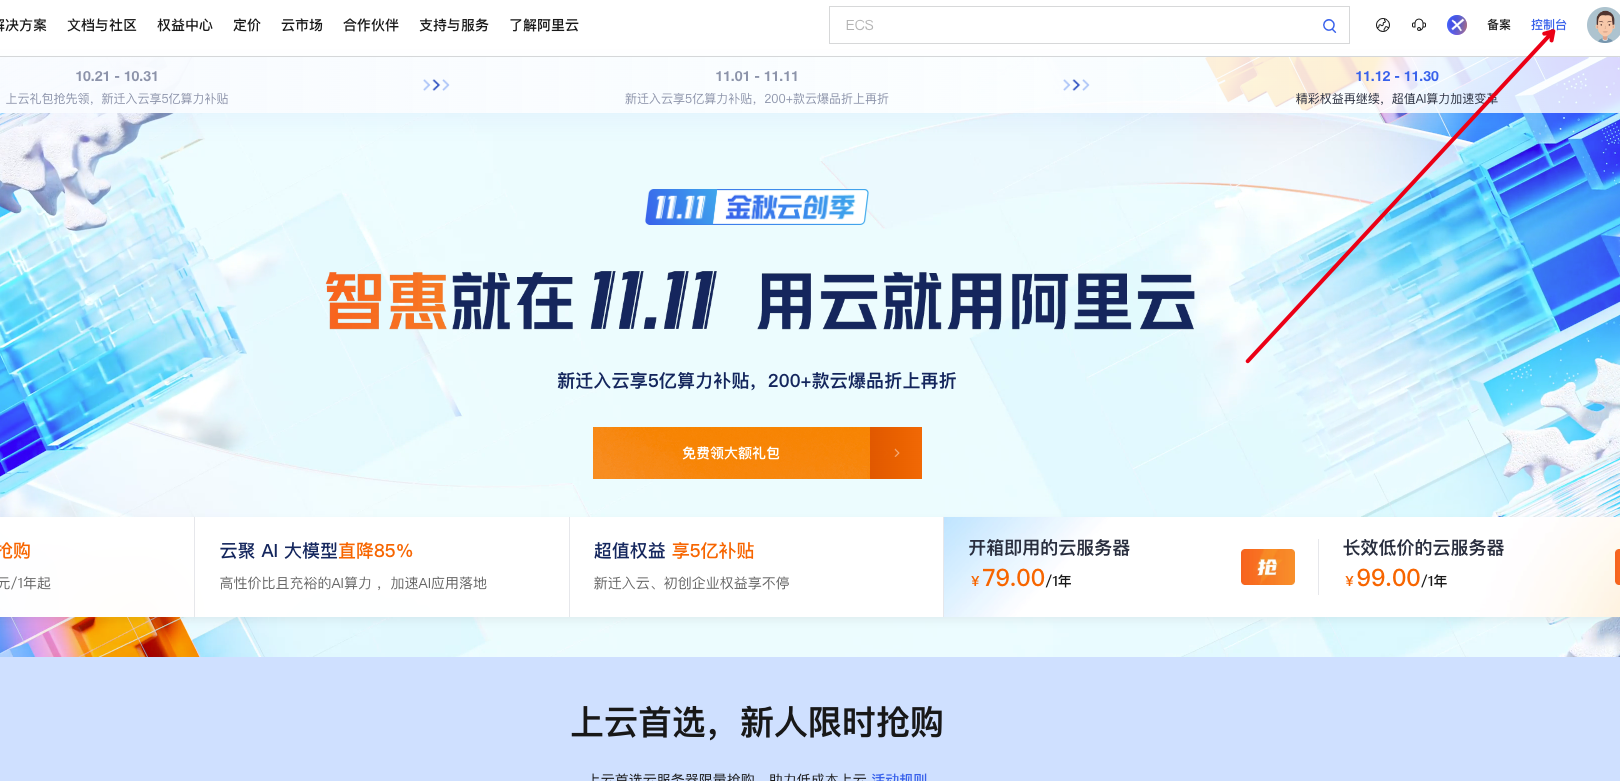 解决方案 文档与社区 权益中心 定价 云市场 合作伙伴 支持与服务 了解阿里云 ECS 备案 控制台
10.21 - 10.31 11.01 - 11.11 11.12 - 11.30
上云礼包抢先领，新迁入云享5亿算力补贴 新迁入云享5亿算力补贴，200+款云爆品折上再折 精彩权益再继续，超值AI算力加速变革
11.11 金秋云创季
智惠就在 11.11 用云就用阿里云
新迁入云享5亿算力补贴，200+款云爆品折上再折
免费领大额礼包
抢购 云聚 AI 大模型直降85% 超值权益 享5亿补贴 开箱即用的云服务器 长效低价的云服务器
元/1年起 高性价比且充裕的AI算力 ，加速AI应用落地 新迁入云、初创企业权益享不停 ¥79.00/1年 抢 ¥99.00/1年
上云首选，新人限时抢购
上云首选云服务器限量抢购，助力低成本上云 活动规则